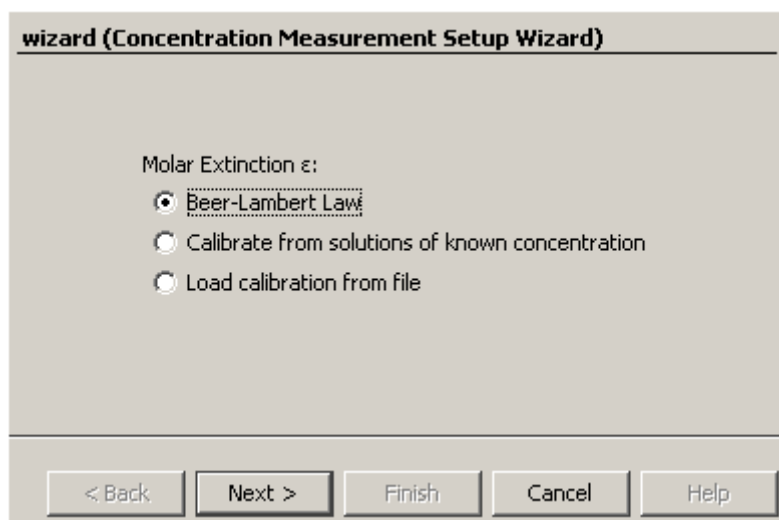 wizard (Concentration Measurement Setup Wizard)
Molar Extinction ε:
Beer-Lambert Law
Calibrate from solutions of known concentration
Load calibration from file
< Back Next > Finish Cancel Help